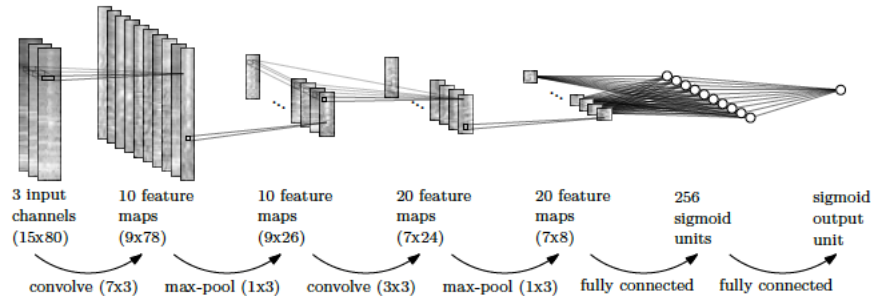 3 input
channels
(15x80)
10 feature
maps
(9x78)
10 feature
maps
(9x26)
20 feature
maps
(7x24)
20 feature
maps
(7x8)
256
sigmoid
units
sigmoid
output
unit
convolve (7x3)
max-pool (1x3)
convolve (3x3)
max-pool (1x3)
fully connected
fully connected